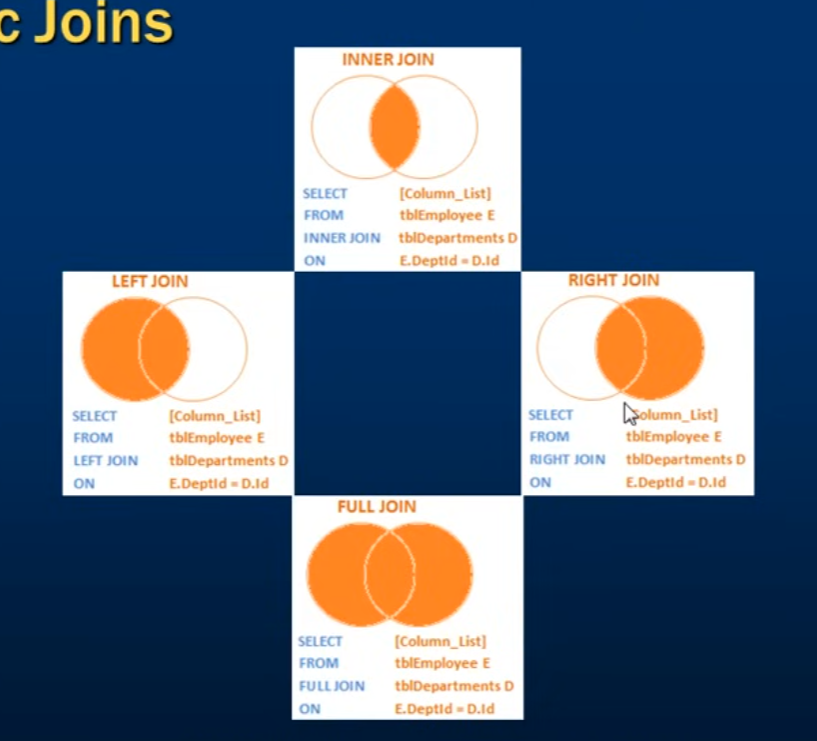 c Joins
INNER JOIN
SELECT [Column_List]
FROM tblEmployee E
INNER JOIN tblDepartments D
ON E.DeptId = D.Id
LEFT JOIN
SELECT [Column_List]
FROM tblEmployee E
LEFT JOIN tblDepartments D
ON E.DeptId = D.Id
RIGHT JOIN
SELECT olumn_List]
FROM tblEmployee E
RIGHT JOIN tblDepartments D
ON E.DeptId = D.Id
FULL JOIN
SELECT [Column_List]
FROM tblEmployee E
FULL JOIN tblDepartments D
ON E.DeptId = D.Id